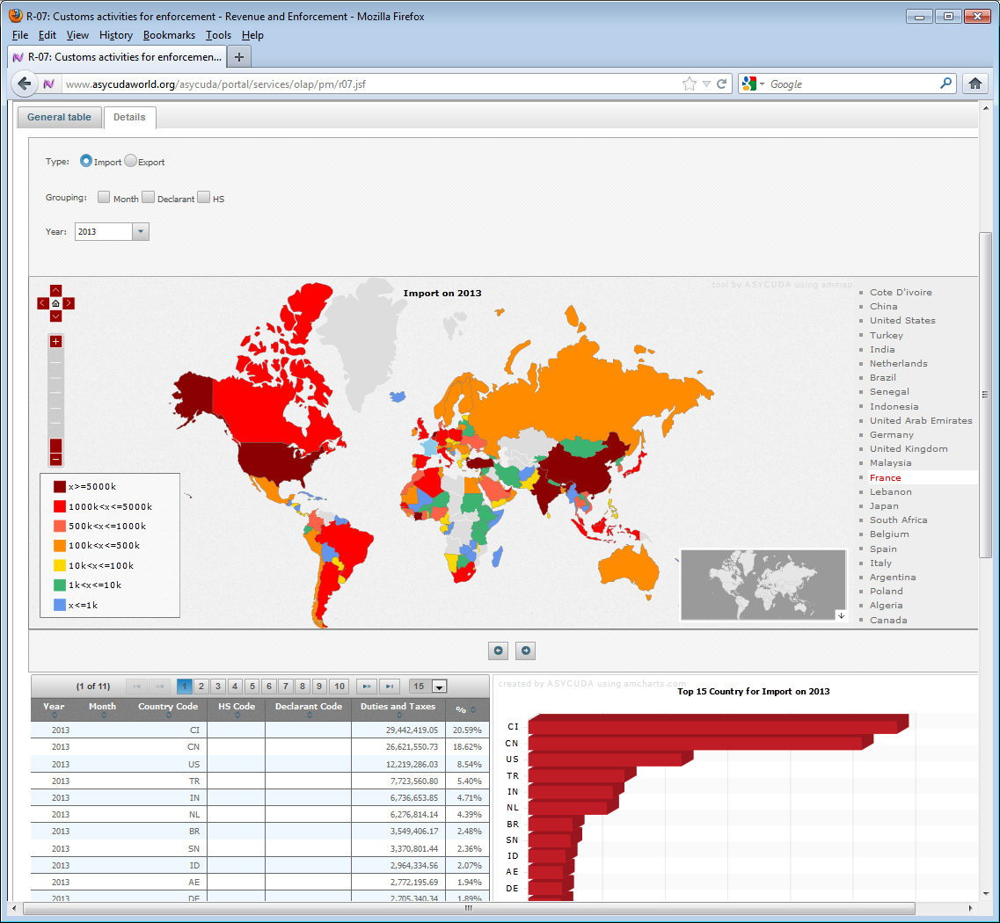 R-07: Customs activities for enforcement - Revenue and Enforcement - Mozilla Firefox
File Edit View History Bookmarks Tools Help
R-07: Customs activities for enforcemen...
www.asycudaworld.org/asycuda/portal/services/olap/pm/r07.jsf
Google
General table Details
Type: Import Export
Grouping: Month Declarant HS
Year: 2013
tool by ASYCUDA using ammap
Import on 2013
x>=5000k
1000k<x<=5000k
500k<x<=1000k
100k<x<=500k
10k<x<=100k
1k<x<=10k
x<=1k
Cote D'ivoire
China
United States
Turkey
India
Netherlands
Brazil
Senegal
Indonesia
United Arab Emirates
Germany
United Kingdom
Malaysia
France
Lebanon
Japan
South Africa
Belgium
Spain
Italy
Argentina
Poland
Algeria
Canada
(1 of 11) 1 2 3 4 5 6 7 8 9 10 15
Year Month Country Code HS Code Declarant Code Duties and Taxes %
2013 CI 29,442,419.05 20.59%
2013 CN 26,621,550.73 18.62%
2013 US 12,219,286.03 8.54%
2013 TR 7,723,560.80 5.40%
2013 IN 6,736,653.85 4.71%
2013 NL 6,276,814.14 4.39%
2013 BR 3,549,406.17 2.48%
2013 SN 3,370,801.44 2.36%
2013 ID 2,964,334.56 2.07%
2013 AE 2,772,195.69 1.94%
2013 DE 2,705,340.34 1.89%
created by ASYCUDA using amcharts.com
Top 15 Country for Import on 2013
CI
CN
US
TR
IN
NL
BR
SN
ID
AE
DE